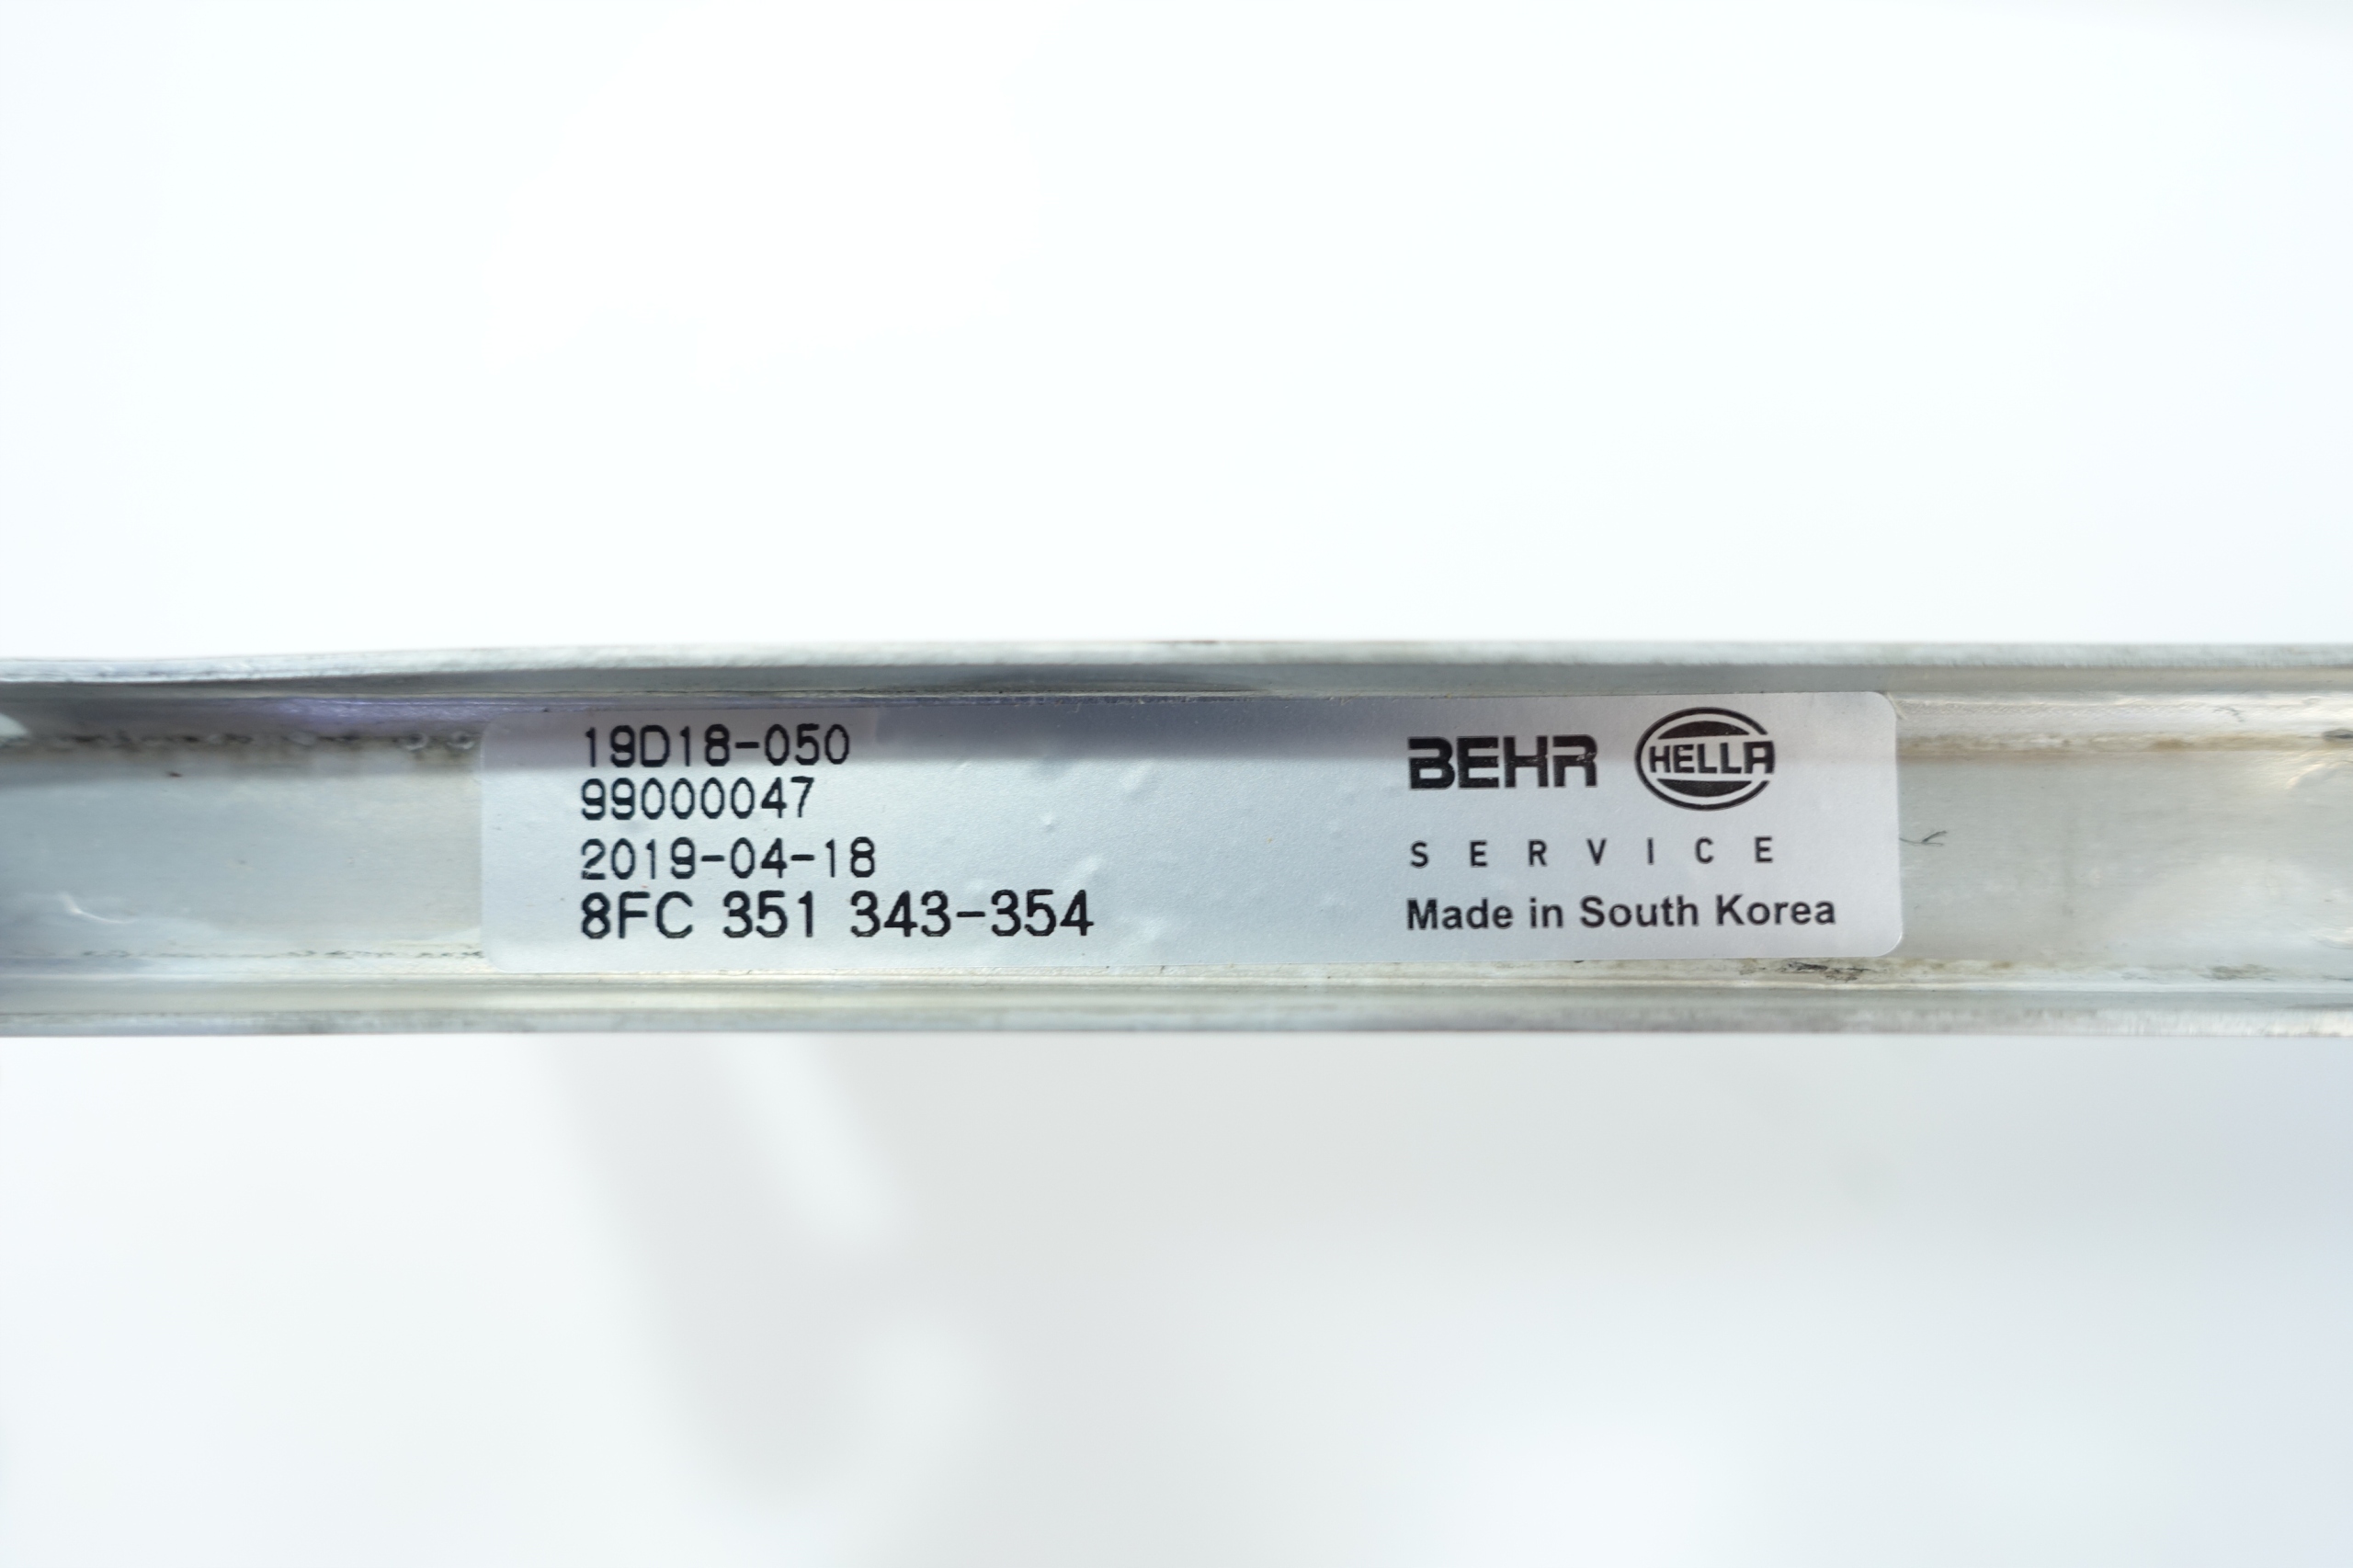 19D18-050
99000047
2019-04-18
8FC 351 343-354
BEHR HELLA
SERVICE
Made in South Korea